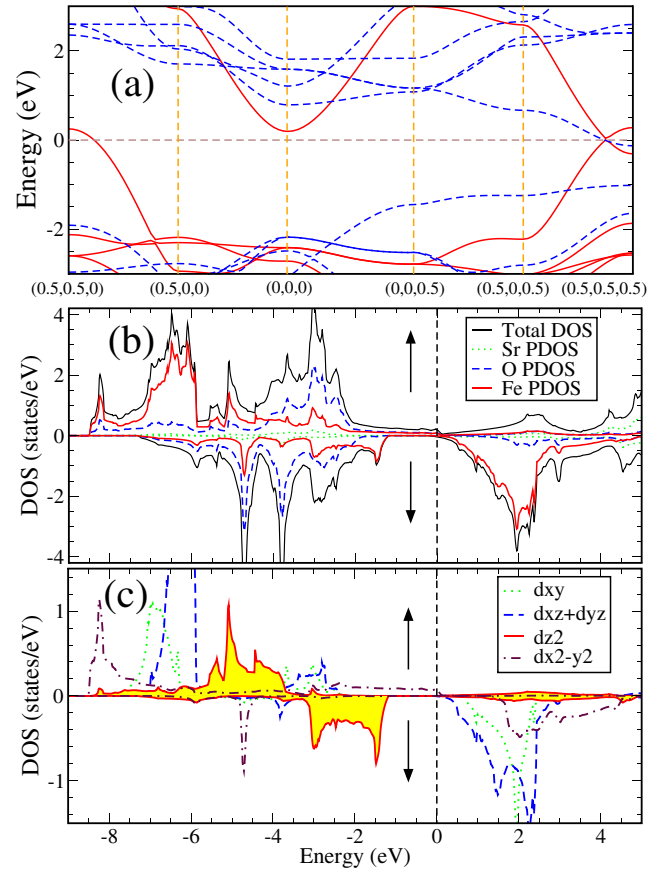 2
0
-2
Energy (eV)
(a)
(0.5,0.5,0) (0.5,0,0) (0,0,0) (0,0,0.5) (0.5,0,0.5) (0.5,0.5,0.5)
4
2
0
-2
-4
DOS (states/eV)
(b)
Total DOS
Sr PDOS
O PDOS
Fe PDOS
1
0
-1
DOS (states/eV)
(c)
dxy
dxz+dyz
dz2
dx2-y2
-8 -6 -4 -2 0 2 4
Energy (eV)